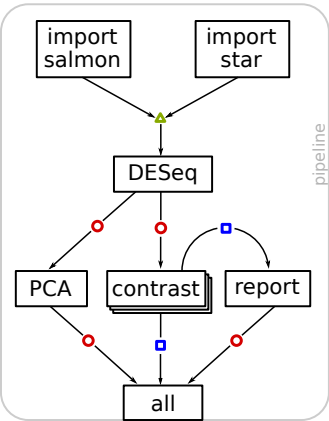 import
salmon
import
star
pipeline
DESeq
PCA
contrast
report
all